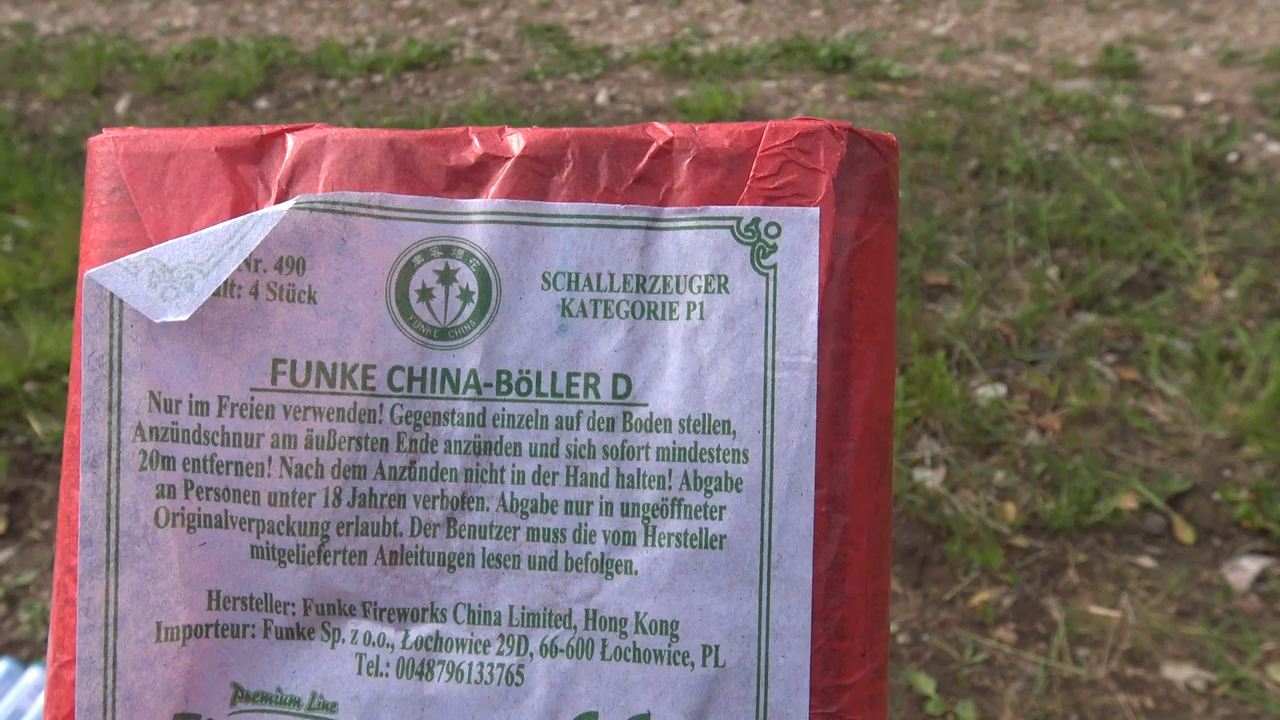 Nr. 490
4 Stück
FUNKE CHINA
SCHALLERZEUGER
KATEGORIE P1
FUNKE CHINA-BöLLER D
Nur im Freien verwenden! Gegenstand einzeln auf den Boden stellen,
Anzündschnur am äußersten Ende anzünden und sich sofort mindestens
20m entfernen! Nach dem Anzünden nicht in der Hand halten! Abgabe
an Personen unter 18 Jahren verboten. Abgabe nur in ungeöffneter
Originalverpackung erlaubt. Der Benutzer muss die vom Hersteller
mitgelieferten Anleitungen lesen und befolgen.
Hersteller: Funke Fireworks China Limited, Hong Kong
Importeur: Funke Sp. z o.o., Łochowice 29D, 66-600 Łochowice, PL
Tel.: 0048796133765
Premium Line